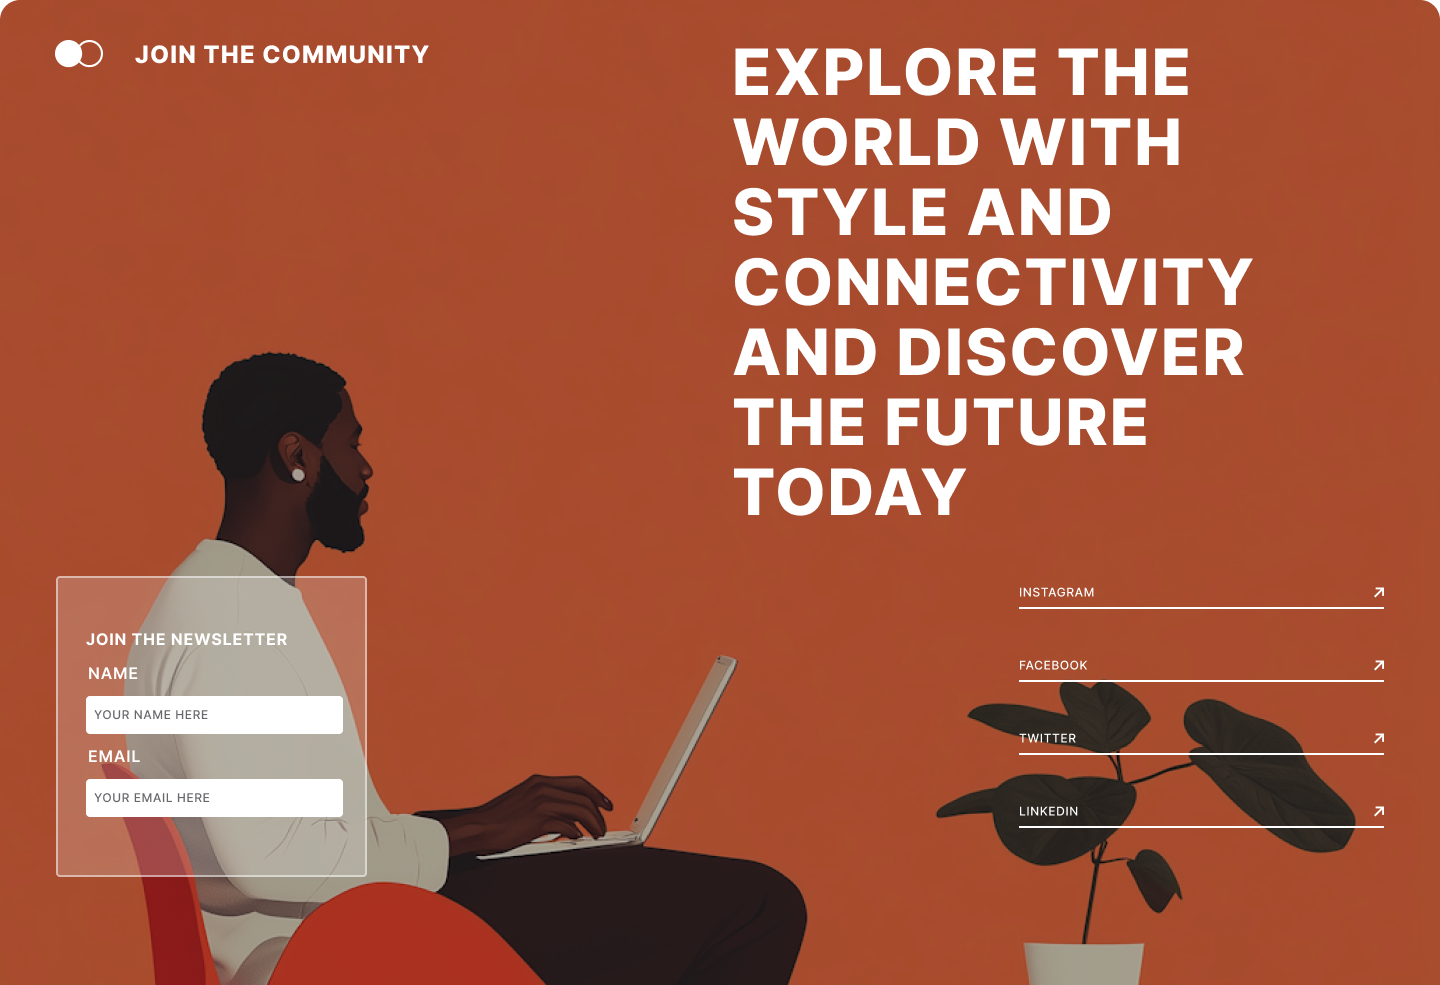 JOIN THE COMMUNITY
EXPLORE THE
WORLD WITH
STYLE AND
CONNECTIVITY
AND DISCOVER
THE FUTURE
TODAY
JOIN THE NEWSLETTER
NAME
YOUR NAME HERE
EMAIL
YOUR EMAIL HERE
INSTAGRAM
FACEBOOK
TWITTER
LINKEDIN